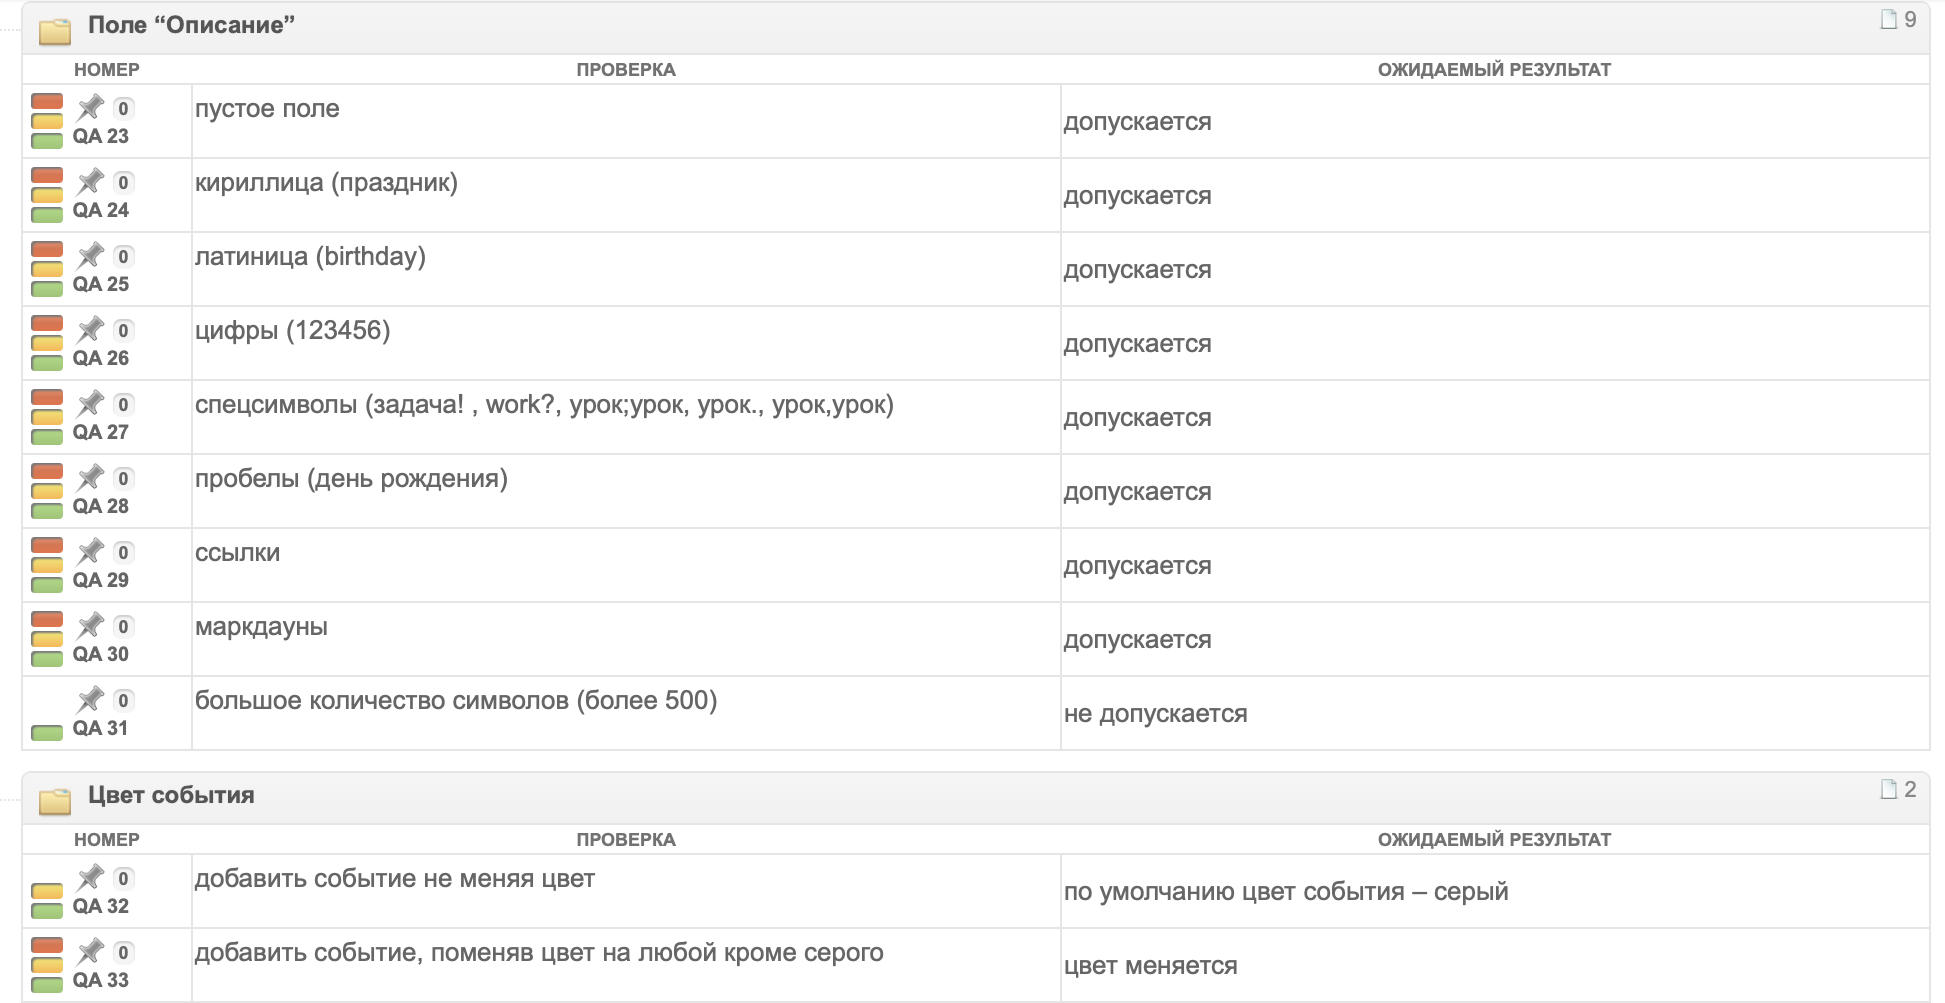 Поле “Описание” 9
НОМЕР ПРОВЕРКА ОЖИДАЕМЫЙ РЕЗУЛЬТАТ
0 пустое поле
QA 23 допускается
0 кириллица (праздник)
QA 24 допускается
0 латиница (birthday)
QA 25 допускается
0 цифры (123456)
QA 26 допускается
0 спецсимволы (задача! , work?, урок;урок, урок., урок,урок)
QA 27 допускается
0 пробелы (день рождения)
QA 28 допускается
0 ссылки
QA 29 допускается
0 маркдауны
QA 30 допускается
0 большое количество символов (более 500)
QA 31 не допускается
Цвет события 2
НОМЕР ПРОВЕРКА ОЖИДАЕМЫЙ РЕЗУЛЬТАТ
0 добавить событие не меняя цвет
QA 32 по умолчанию цвет события – серый
0 добавить событие, поменяв цвет на любой кроме серого
QA 33 цвет меняется